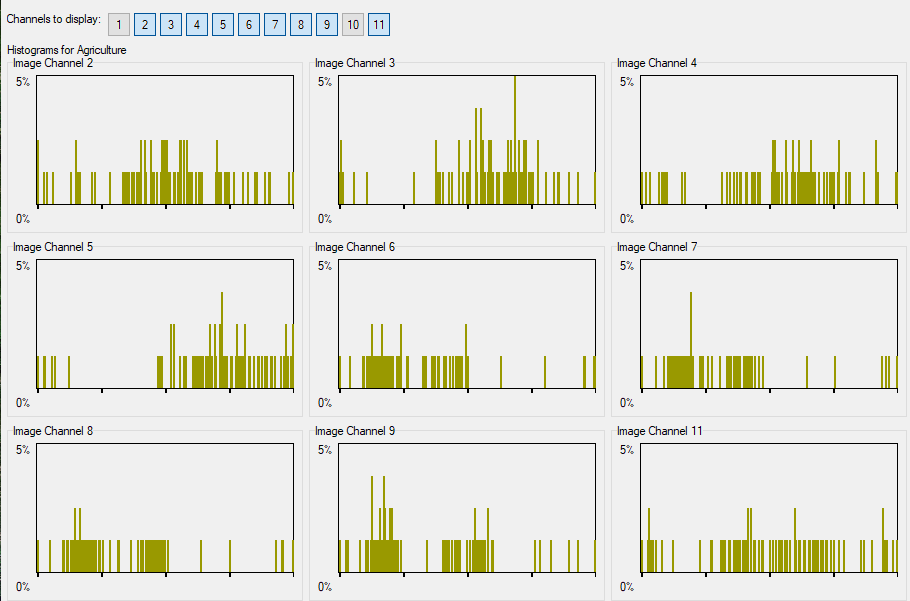 Channels to display: 1 2 3 4 5 6 7 8 9 10 11
Histograms for Agriculture
Image Channel 2 Image Channel 3 Image Channel 4
5% 5% 5%
0% 0% 0%
Image Channel 5 Image Channel 6 Image Channel 7
5% 5% 5%
0% 0% 0%
Image Channel 8 Image Channel 9 Image Channel 11
5% 5% 5%
0% 0% 0%